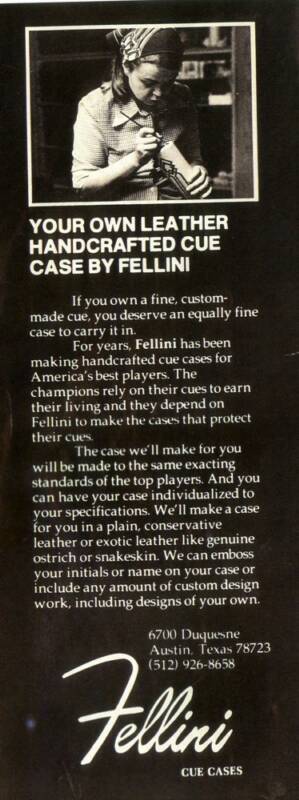 YOUR OWN LEATHER
HANDCRAFTED CUE
CASE BY FELLINI
If you own a fine, custom-
made cue, you deserve an equally fine
case to carry it in.
For years, Fellini has been
making handcrafted cue cases for
America's best players. The
champions rely on their cues to earn
their living and they depend on
Fellini to make the cases that protect
their cues.
The case we'll make for you
will be made to the same exacting
standards of the top players. And you
can have your case individualized to
your specifications. We'll make a case
for you in a plain, conservative
leather or exotic leather like genuine
ostrich or snakeskin. We can emboss
your initials or name on your case or
include any amount of custom design
work, including designs of your own.
6700 Duquesne
Austin, Texas 78723
(512) 926-8658
Fellini
CUE CASES